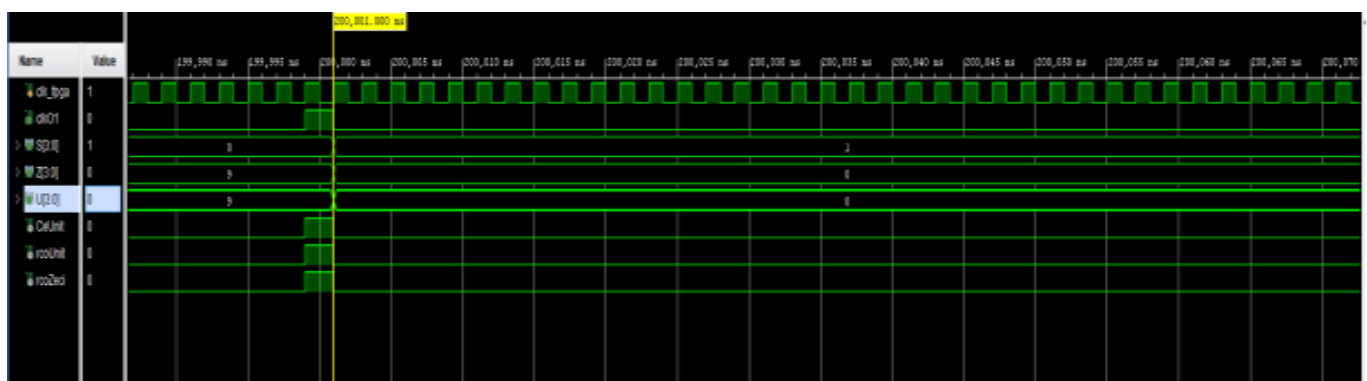 200,001.000 ns
Name Value 199,990 ns 199,995 ns 200,000 ns 200,005 ns 200,010 ns 200,015 ns 200,020 ns 200,025 ns 200,030 ns 200,035 ns 200,040 ns 200,045 ns 200,050 ns 200,055 ns 200,060 ns 200,065 ns 200,070
clk_fpga 1
clk01 0
S[3:0] 1 0 1
Z[3:0] 0 9 0
U[3:0] 0 9 0
CeUnit 0
rcoUnit 0
rcoZeci 0